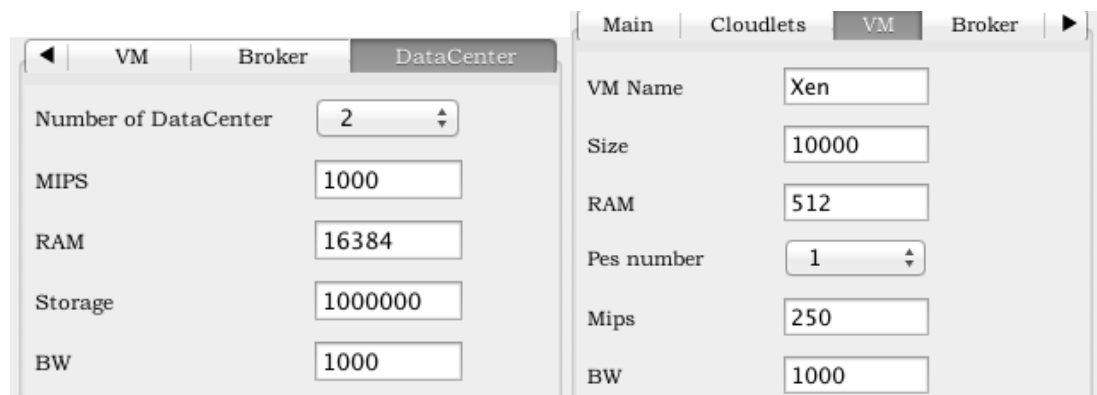 VM Broker DataCenter
Number of DataCenter 2
MIPS 1000
RAM 16384
Storage 1000000
BW 1000
Main Cloudlets VM Broker
VM Name Xen
Size 10000
RAM 512
Pes number 1
Mips 250
BW 1000